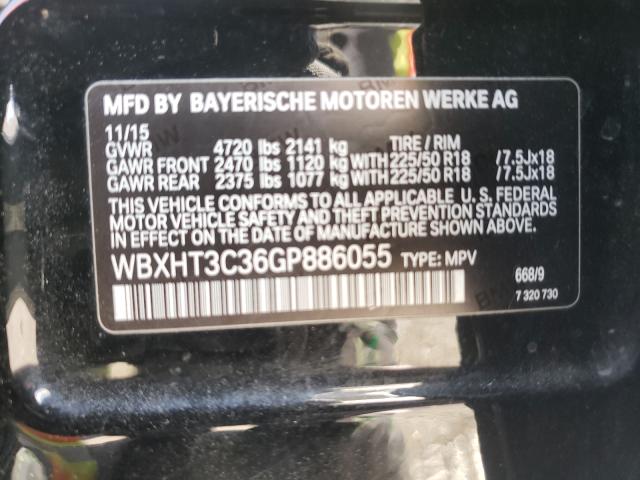 MFD BY BAYERISCHE MOTOREN WERKE AG
11/15
GVWR 4720 lbs 2141 kg TIRE / RIM
GAWR FRONT 2470 lbs 1120 kg WITH 225/50 R18 /7.5Jx18
GAWR REAR 2375 lbs 1077 kg WITH 225/50 R18 /7.5Jx18
THIS VEHICLE CONFORMS TO ALL APPLICABLE U. S. FEDERAL
MOTOR VEHICLE SAFETY AND THEFT PREVENTION STANDARDS
IN EFFECT ON THE DATE OF MANUFACTURE SHOWN ABOVE.
WBXHT3C36GP886055 TYPE: MPV
668/9
7 320 730